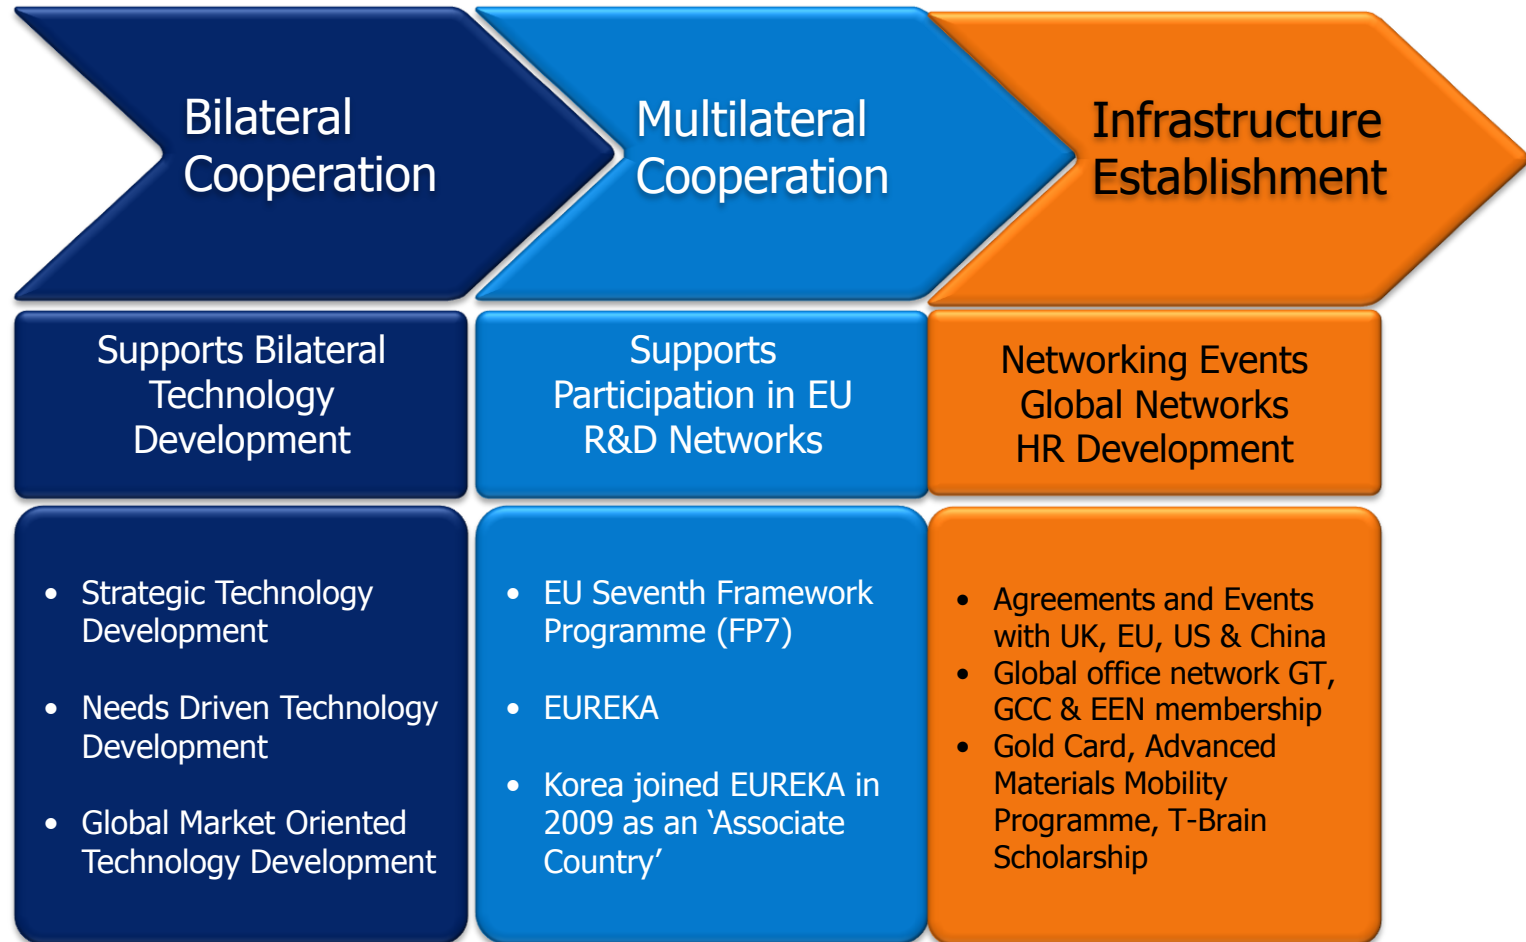 Bilateral
Cooperation
Multilateral
Cooperation
Infrastructure
Establishment
Supports Bilateral
Technology
Development
Supports
Participation in EU
R&D Networks
Networking Events
Global Networks
HR Development
• Strategic Technology
Development
• Needs Driven Technology
Development
• Global Market Oriented
Technology Development
• EU Seventh Framework
Programme (FP7)
• EUREKA
• Korea joined EUREKA in
2009 as an ‘Associate
Country’
• Agreements and Events
with UK, EU, US & China
• Global office network GT,
GCC & EEN membership
• Gold Card, Advanced
Materials Mobility
Programme, T-Brain
Scholarship